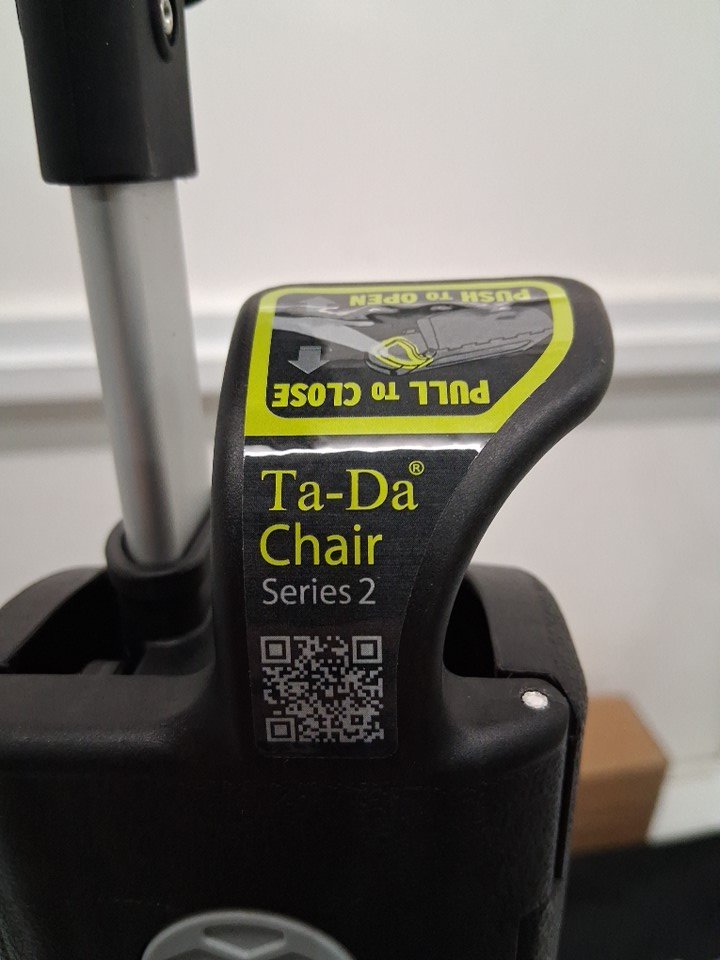 PUSH TO OPEN
PULL TO CLOSE
Ta-Da®
Chair
Series 2